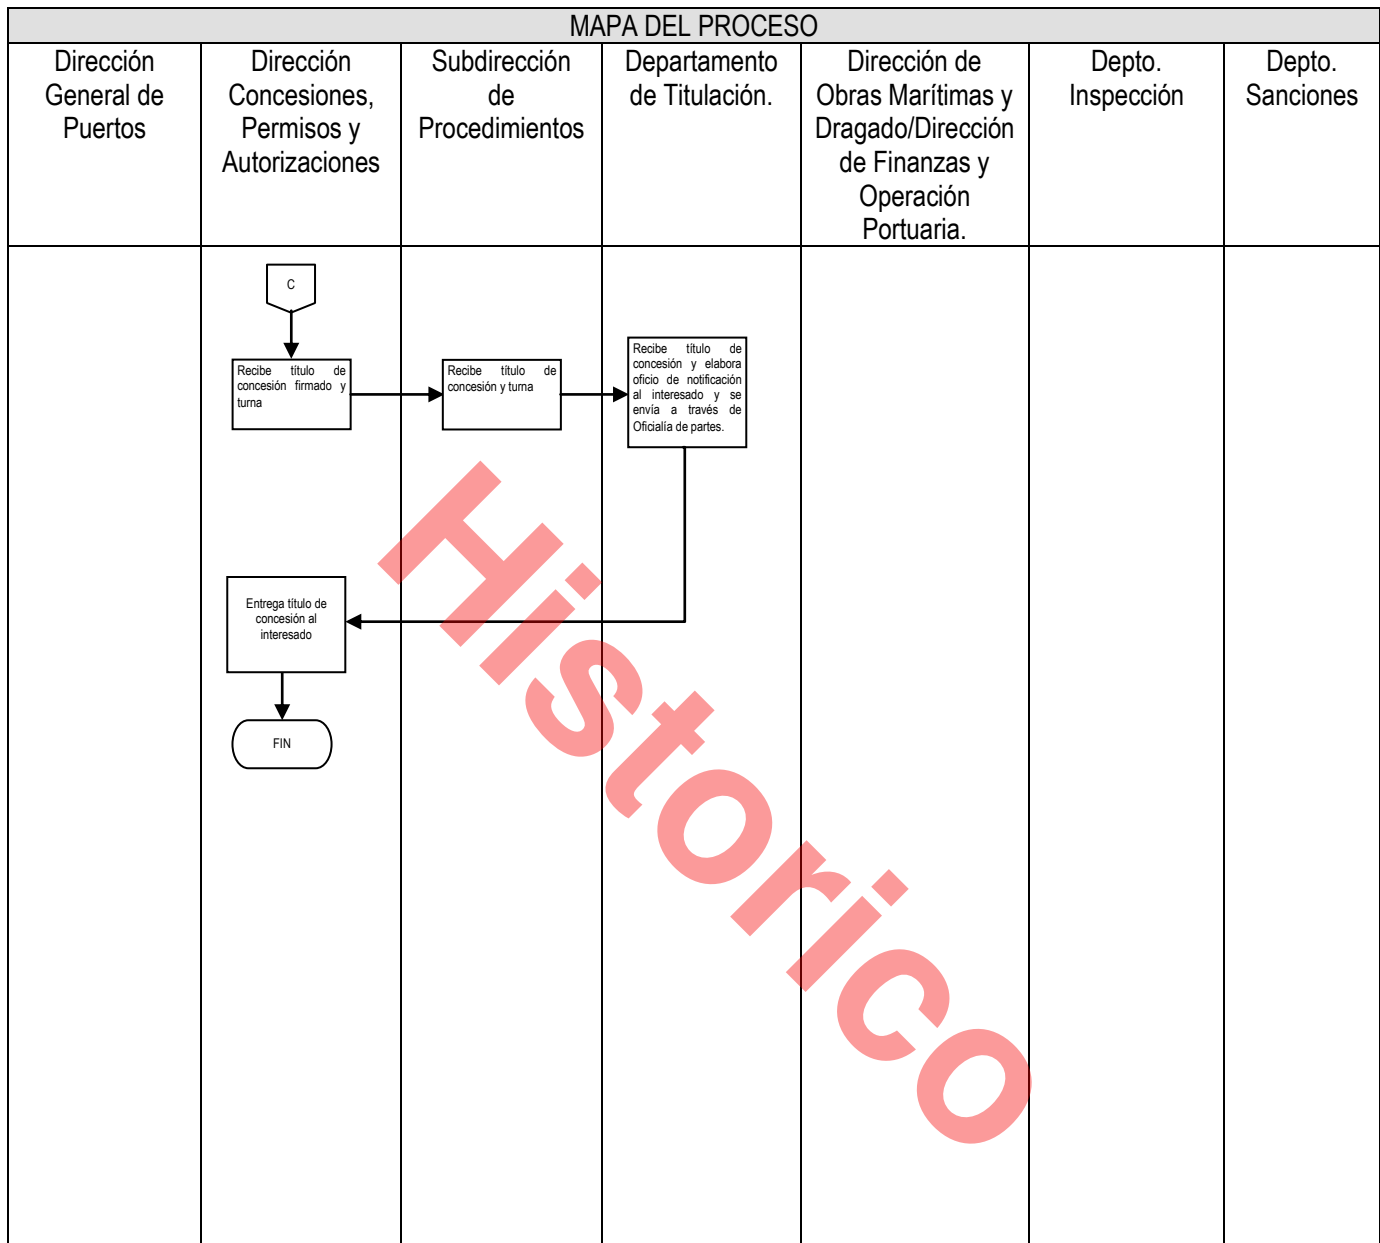 MAPA DEL PROCESO
Dirección
General de
Puertos
Dirección
Concesiones,
Permisos y
Autorizaciones
Subdirección
de
Procedimientos
Departamento
de Titulación.
Dirección de
Obras Marítimas y
Dragado/Dirección
de Finanzas y
Operación
Portuaria.
Depto.
Inspección
Depto.
Sanciones
C
Recibe título de
concesión firmado y
turna
Recibe título de
concesión y turna
Recibe título de
concesión y elabora
oficio de notificación
al interesado y se
envía a través de
Oficialía de partes.
Entrega título de
concesión al
interesado
FIN
Historico